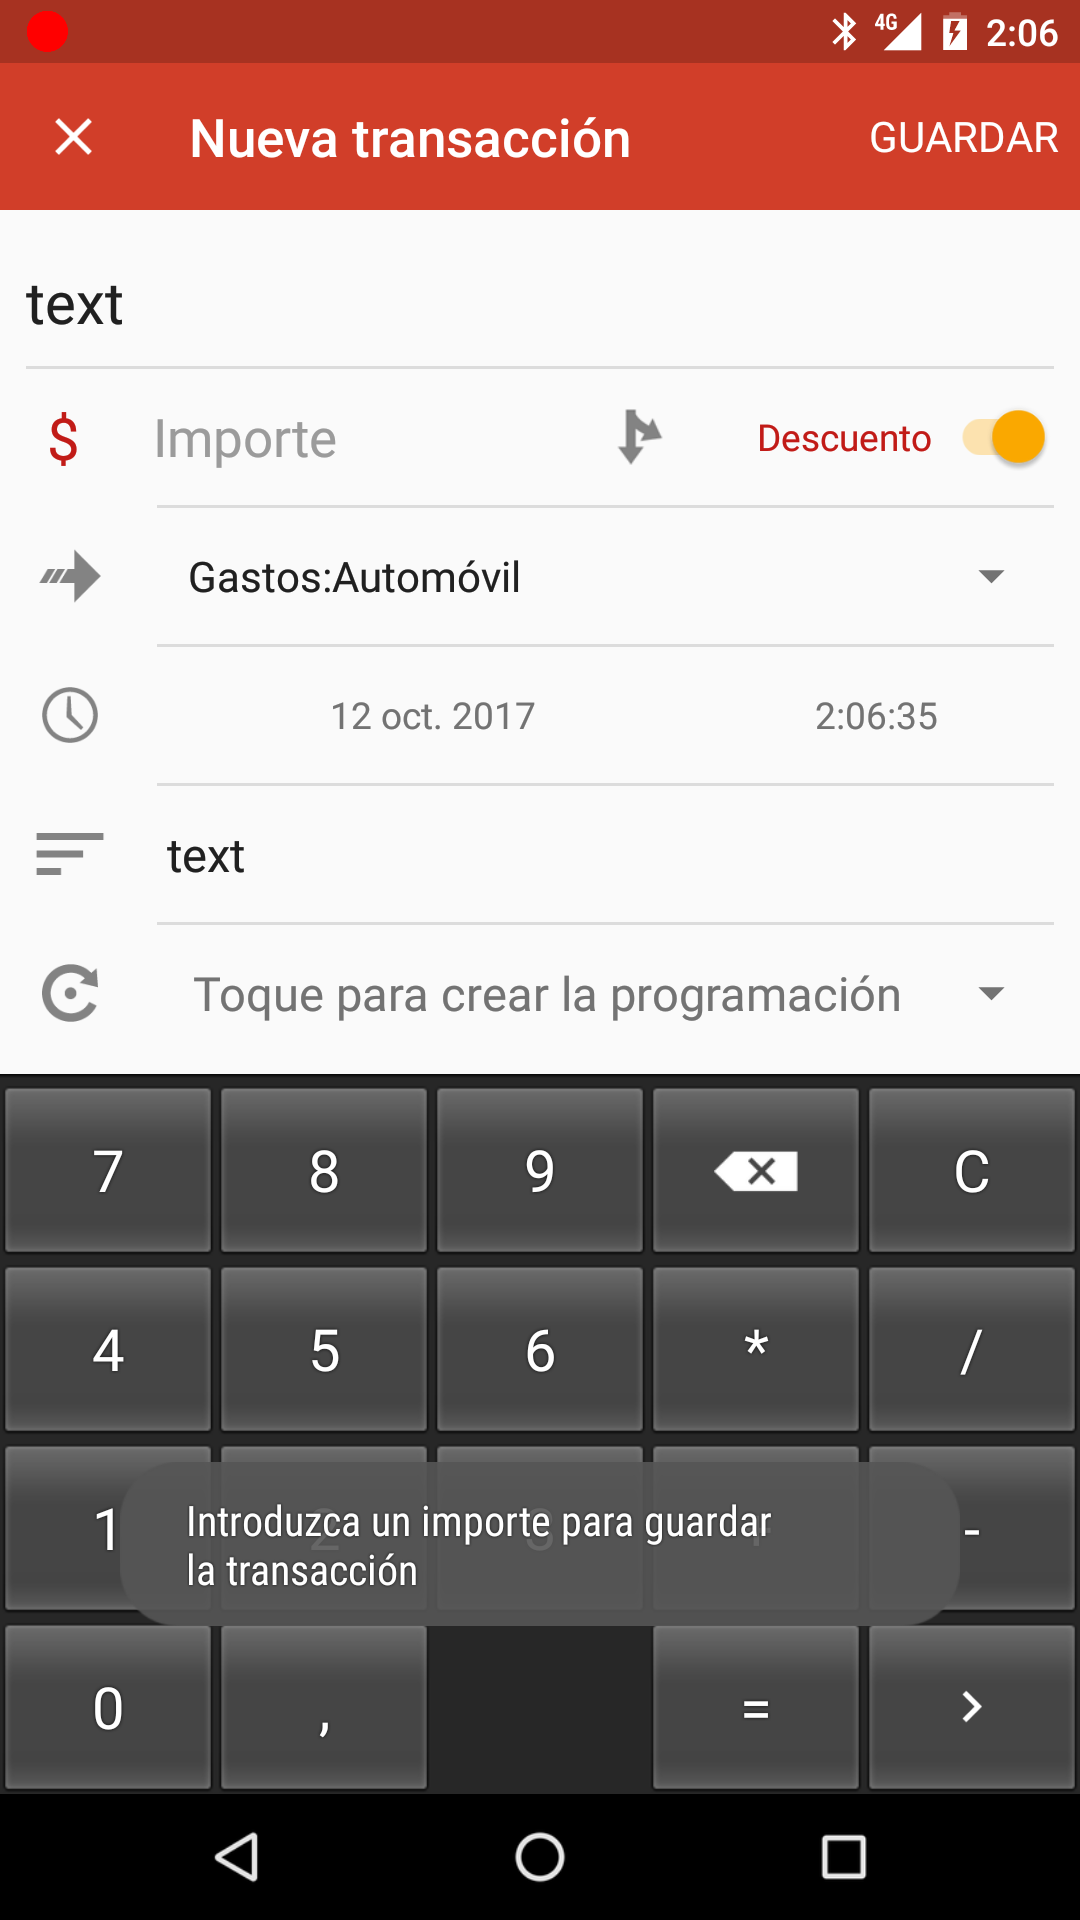 4G 2:06
Nueva transacción GUARDAR
text
$ Importe Descuento
Gastos:Automóvil
12 oct. 2017 2:06:35
text
Toque para crear la programación
7 8 9 C
4 5 6 * /
1 2 3 + -
Introduzca un importe para guardar
la transacción
0 , = >